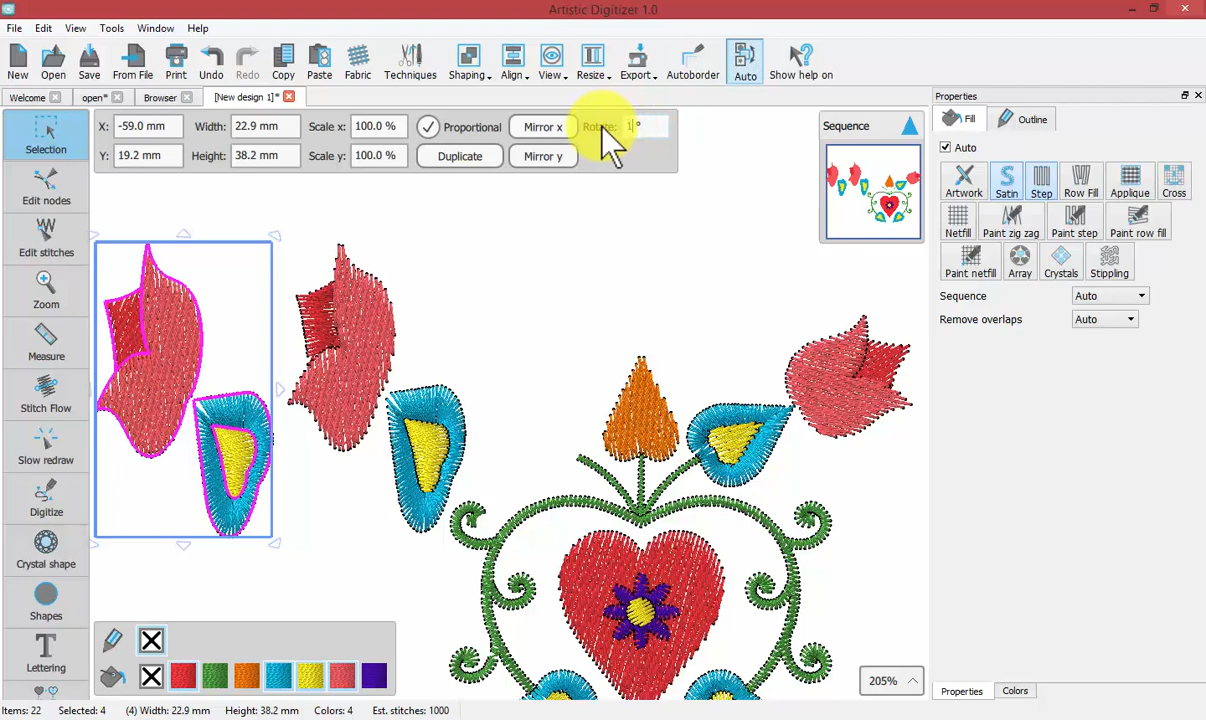 Artistic Digitizer 1.0
File Edit View Tools Window Help
New Open Save From File Print Undo Redo Copy Paste Fabric Techniques Shaping Align View Resize Export Autoborder Auto Show help on
Welcome open* Browser [New design 1]*
Properties
X: -59.0 mm Width: 22.9 mm Scale x: 100.0 % Proportional Mirror x Rotate: 1 °
Y: 19.2 mm Height: 38.2 mm Scale y: 100.0 % Duplicate Mirror y
Sequence
Fill Outline
Auto
Artwork Satin Step Row Fill Applique Cross
Netfill Paint zig zag Paint step Paint row fill
Paint netfill Array Crystals Stippling
Sequence Auto
Remove overlaps Auto
Selection
Edit nodes
Edit stitches
Zoom
Measure
Stitch Flow
Slow redraw
Digitize
Crystal shape
Shapes
Lettering
205%
Properties Colors
Items: 22 Selected: 4 (4) Width: 22.9 mm Height: 38.2 mm Colors: 4 Est. stitches: 1000